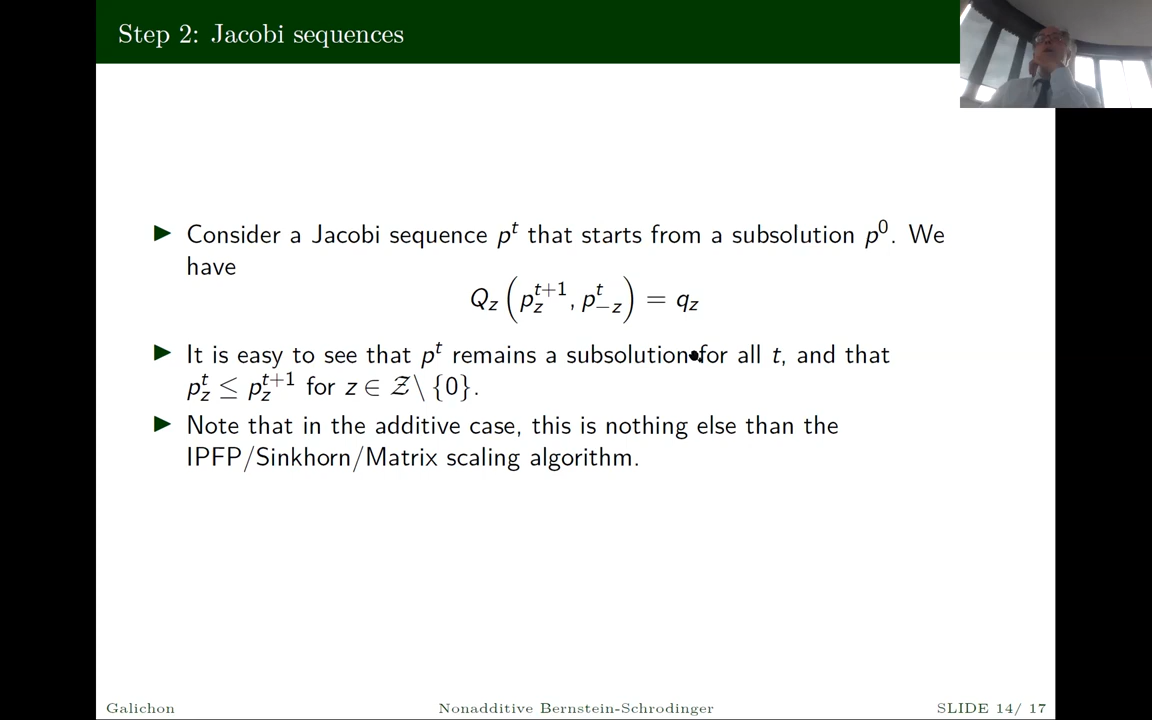 Step 2: Jacobi sequences
▶ Consider a Jacobi sequence pᵗ that starts from a subsolution p⁰. We
have
Q_z (p_z^{t+1}, p_{-z}^t) = q_z
▶ It is easy to see that pᵗ remains a subsolution for all t, and that
p_z^t ≤ p_z^{t+1} for z ∈ 𝒵\ {0}.
▶ Note that in the additive case, this is nothing else than the
IPFP/Sinkhorn/Matrix scaling algorithm.
Galichon Nonadditive Bernstein-Schrodinger SLIDE 14/ 17